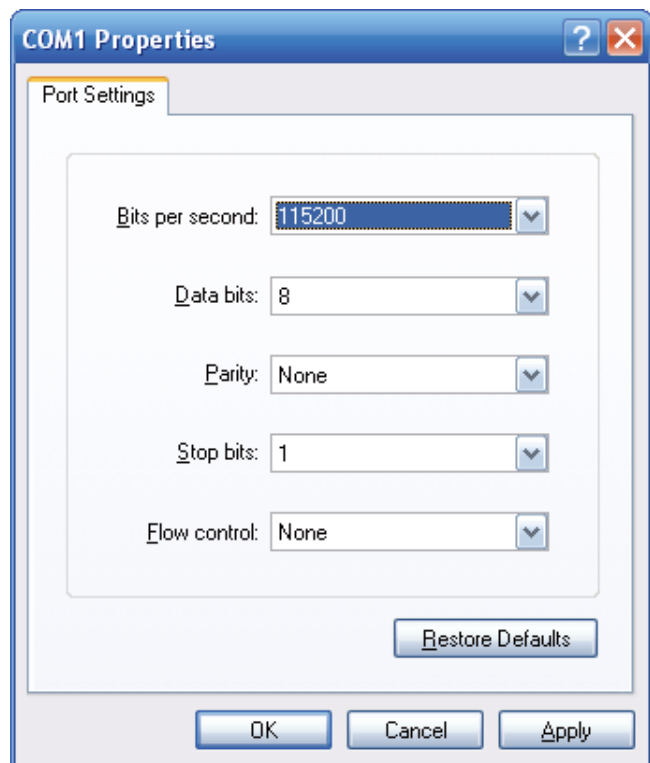 COM1 Properties
Port Settings
Bits per second: 115200
Data bits: 8
Parity: None
Stop bits: 1
Flow control: None
Restore Defaults
OK Cancel Apply